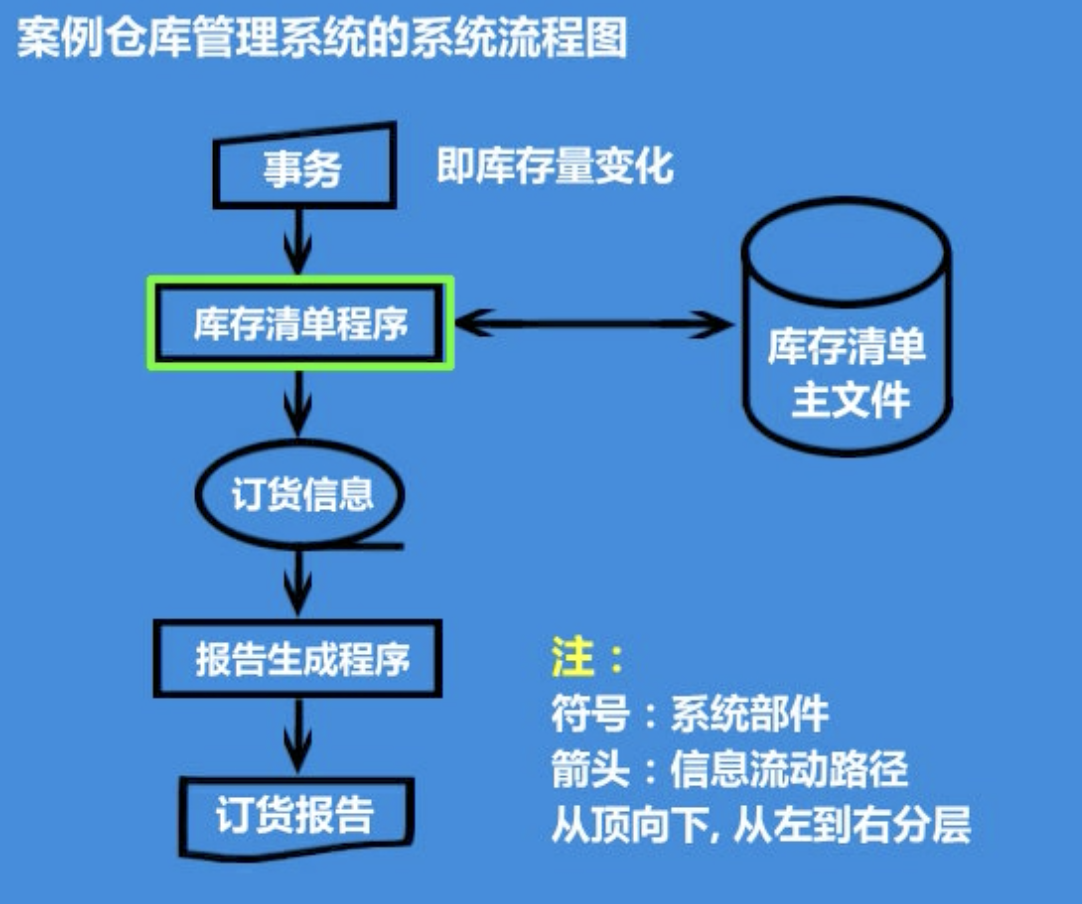 案例仓库管理系统的系统流程图
事务
即库存量变化
库存清单程序
库存清单
主文件
订货信息
报告生成程序
订货报告
注：
符号：系统部件
箭头：信息流动路径
从顶向下, 从左到右分层